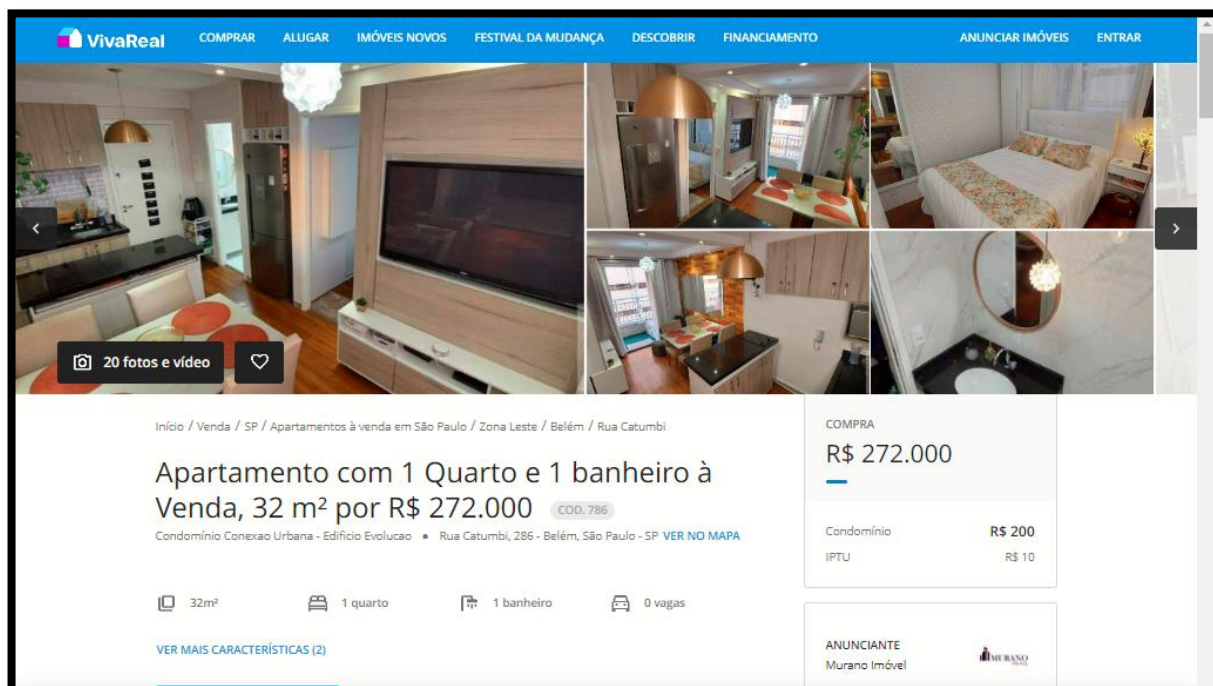 VivaReal COMPRAR ALUGAR IMÓVEIS NOVOS FESTIVAL DA MUDANÇA DESCOBRIR FINANCIAMENTO ANUNCIAR IMÓVEIS ENTRAR
20 fotos e vídeo
Início / Venda / SP / Apartamentos à venda em São Paulo / Zona Leste / Belém / Rua Catumbi
Apartamento com 1 Quarto e 1 banheiro à
Venda, 32 m² por R$ 272.000 COD. 786
Condomínio Conexao Urbana - Edificio Evolucao • Rua Catumbi, 286 - Belém, São Paulo - SP VER NO MAPA
32m² 1 quarto 1 banheiro 0 vagas
VER MAIS CARACTERÍSTICAS (2)
COMPRA
R$ 272.000
Condomínio R$ 200
IPTU R$ 10
ANUNCIANTE
Murano Imóvel
MURANO